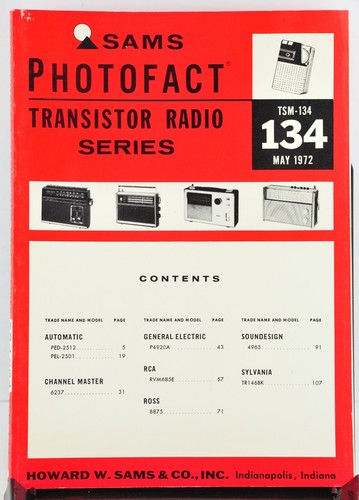 SAMS
PHOTOFACT®
TRANSISTOR RADIO
SERIES
TSM-134
134
MAY 1972
CONTENTS
TRADE NAME AND MODEL PAGE
AUTOMATIC
PED-2512 5
PEL-2501 19
CHANNEL MASTER
6237 31
TRADE NAME AND MODEL PAGE
GENERAL ELECTRIC
P4920A 43
RCA
RVM683E 57
ROSS
8875 71
TRADE NAME AND MODEL PAGE
SOUNDESIGN
4965 91
SYLVANIA
TR146BK 107
HOWARD W. SAMS & CO., INC. Indianapolis, Indiana